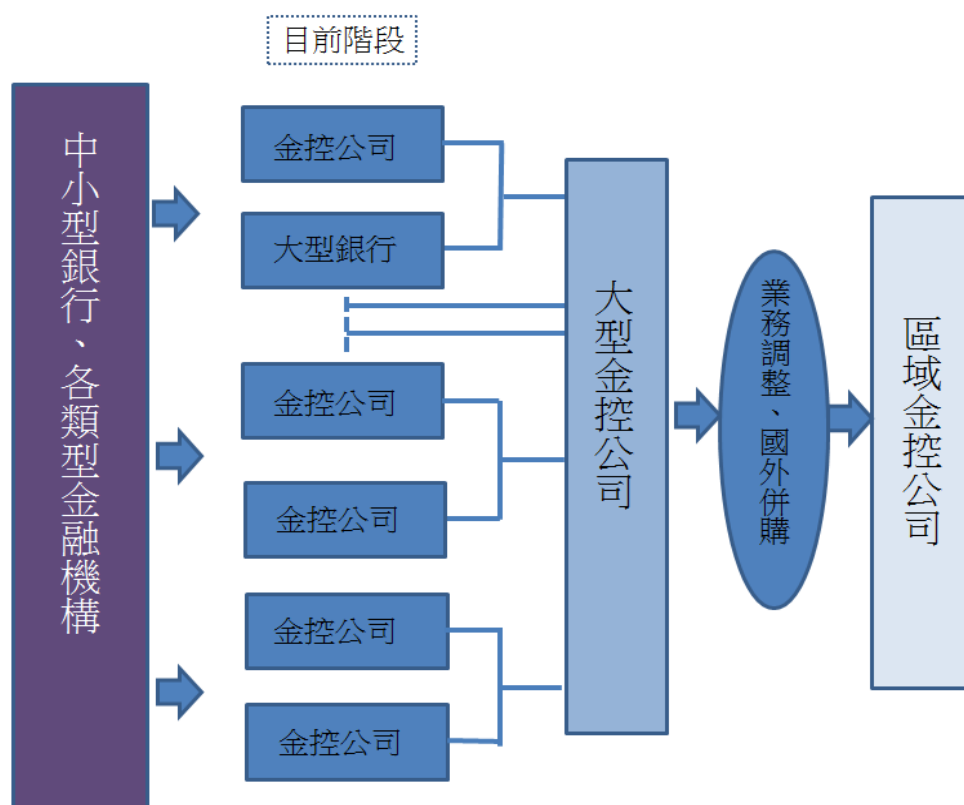 目前階段
中小型銀行、各類型金融機構
金控公司
大型銀行
金控公司
金控公司
金控公司
金控公司
大型金控公司
業務調整、國外併購
區域金控公司